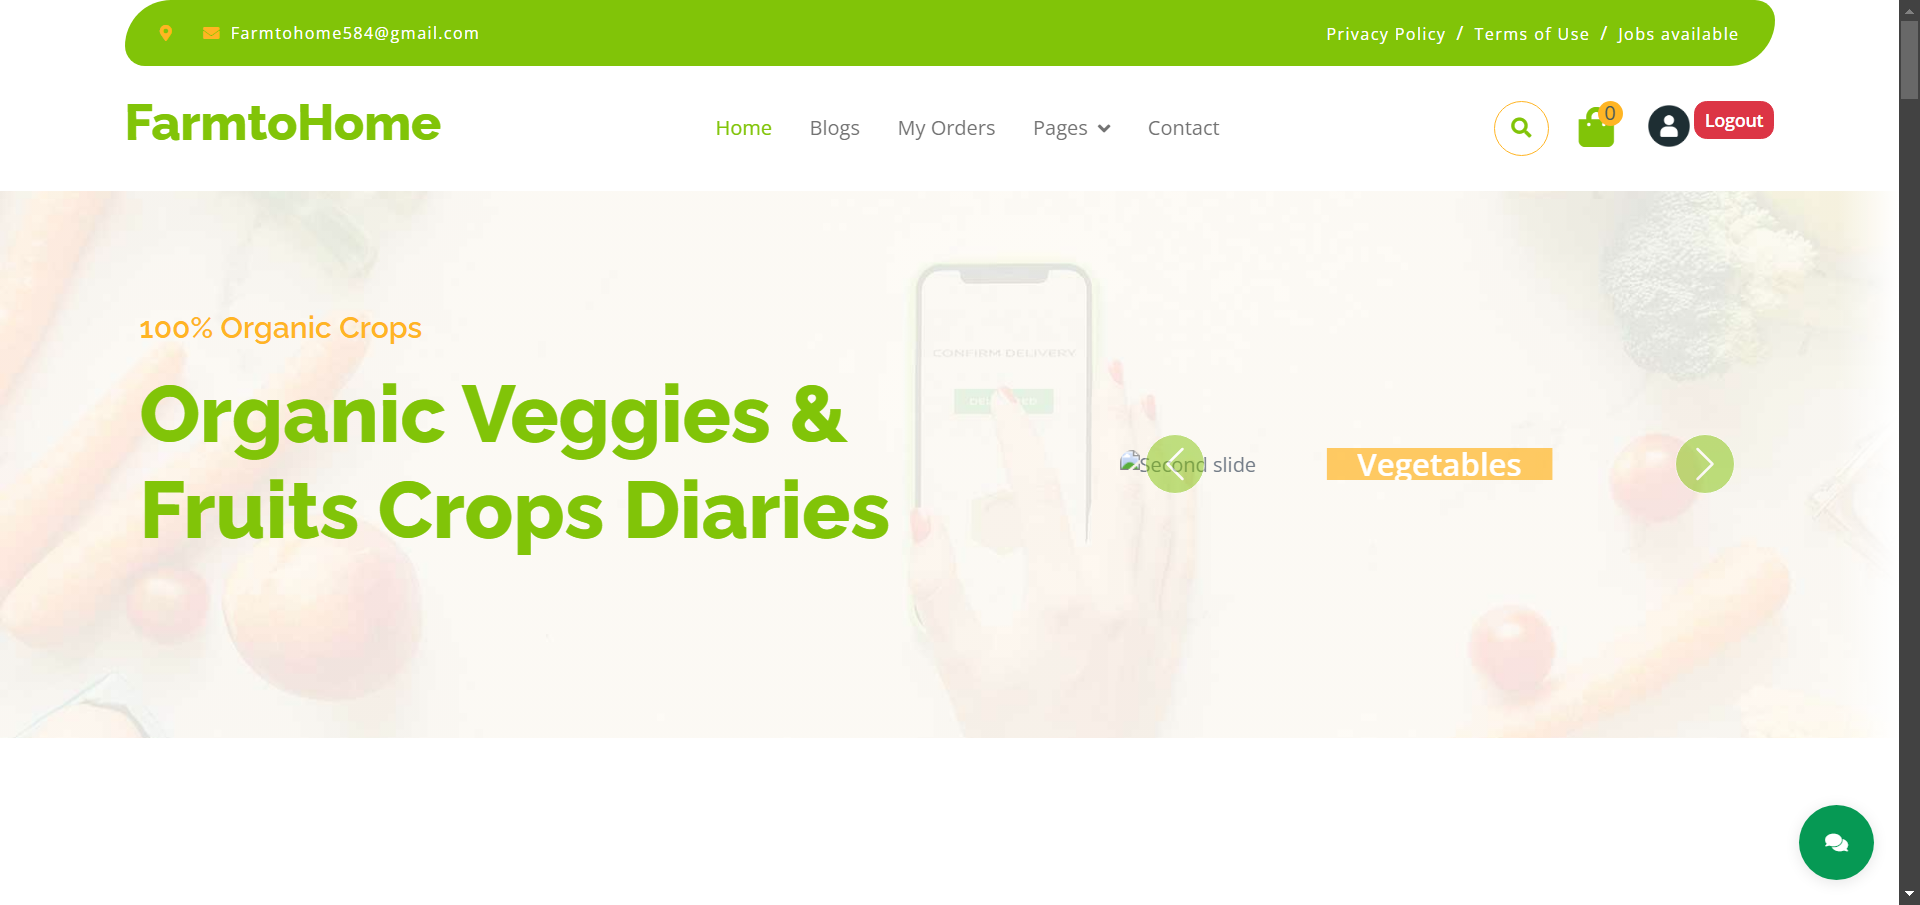 Farmtohome584@gmail.com
Privacy Policy / Terms of Use / Jobs available
FarmtoHome
Home Blogs My Orders Pages Contact
0
Logout
100% Organic Crops
CONFIRM DELIVERY
Organic Veggies &
Fruits Crops Diaries
Second slide
Vegetables